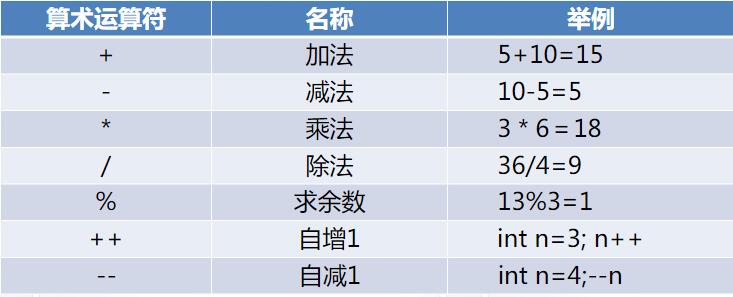 算术运算符 名称 举例
+ 加法 5+10=15
- 减法 10-5=5
* 乘法 3 * 6 = 18
/ 除法 36/4=9
% 求余数 13%3=1
++ 自增1 int n=3; n++
-- 自减1 int n=4;--n